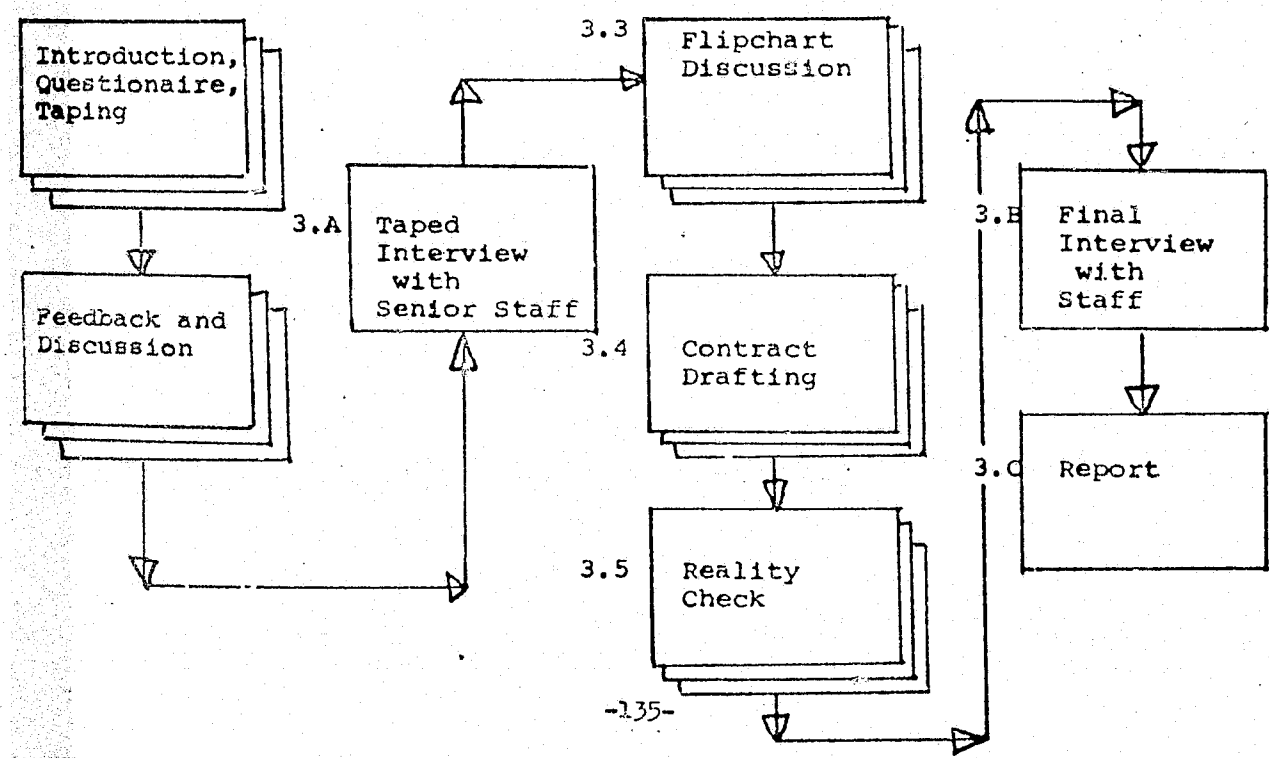 Introduction,
Questionaire,
Taping
Feedback and
Discussion
3.A
Taped
Interview
with
Senior Staff
3.3
Flipchart
Discussion
3.4
Contract
Drafting
3.5
Reality
Check
3.B
Final
Interview
with
Staff
3.C
Report
-135-